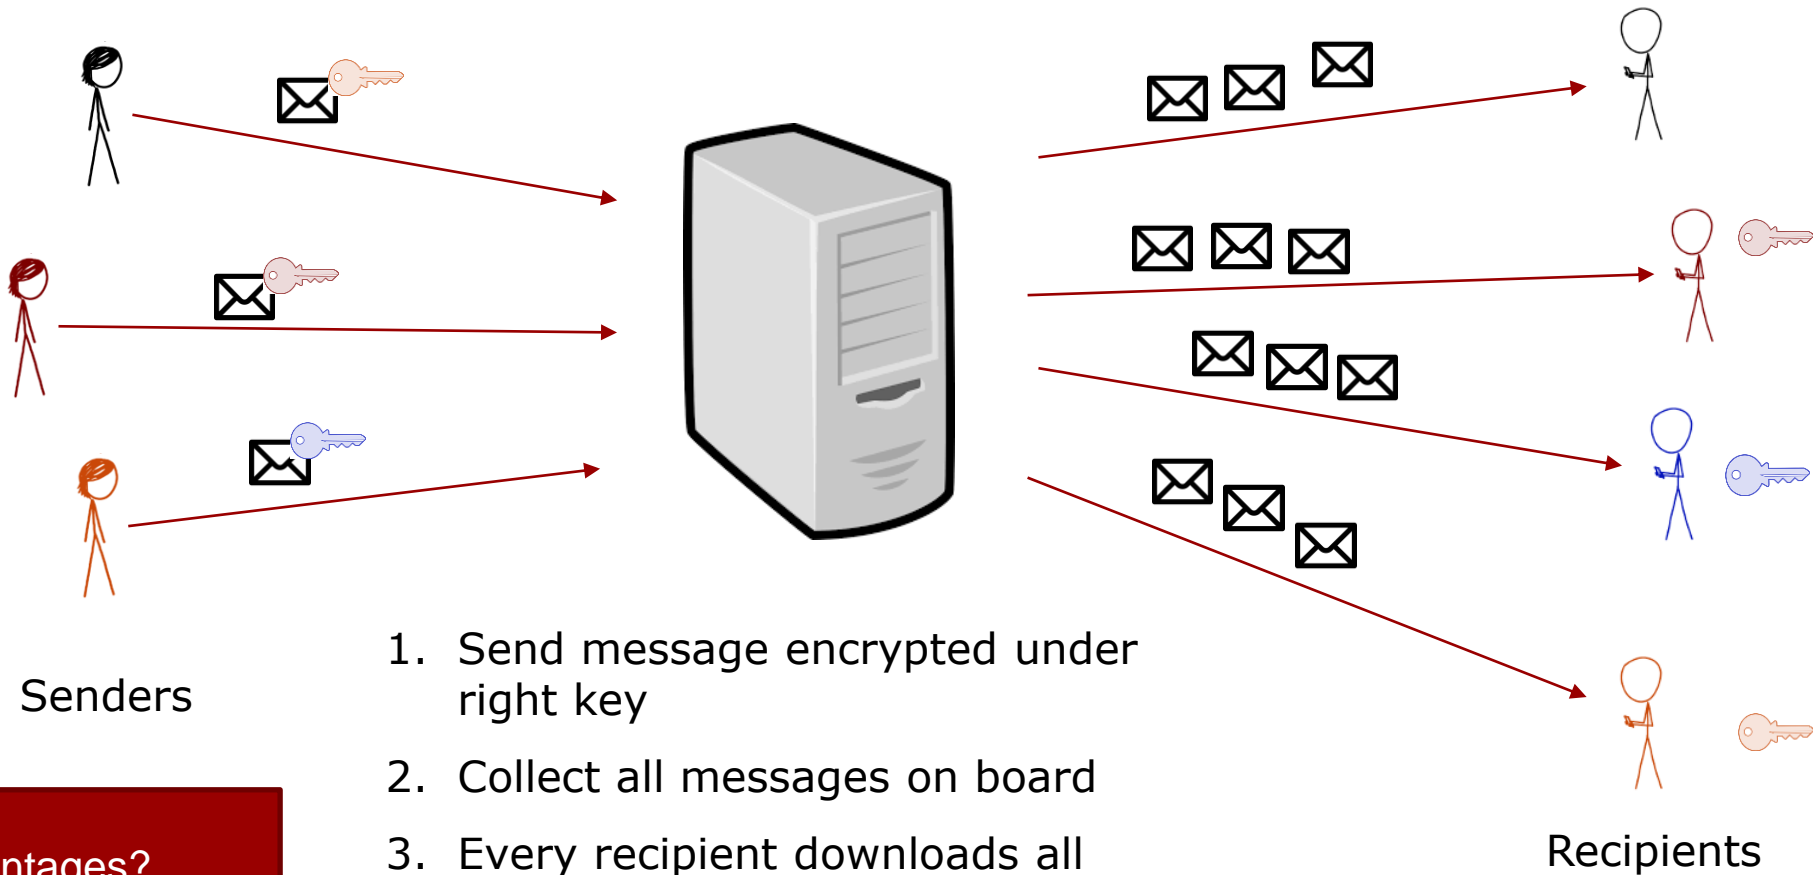 Senders
1. Send message encrypted under
right key
2. Collect all messages on board
3. Every recipient downloads all
Recipients